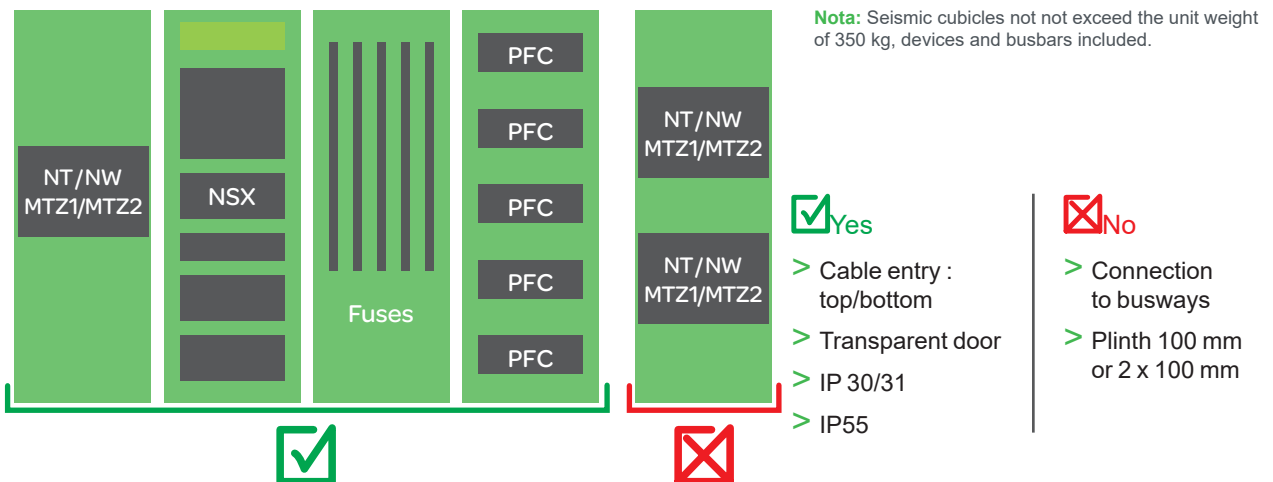 Nota: Seismic cubicles not not exceed the unit weight
of 350 kg, devices and busbars included.
NT/NW
MTZ1/MTZ2
NSX
Fuses
PFC
PFC
PFC
PFC
PFC
NT/NW
MTZ1/MTZ2
NT/NW
MTZ1/MTZ2
Yes
> Cable entry :
top/bottom
> Transparent door
> IP 30/31
> IP55
No
> Connection
to busways
> Plinth 100 mm
or 2 x 100 mm